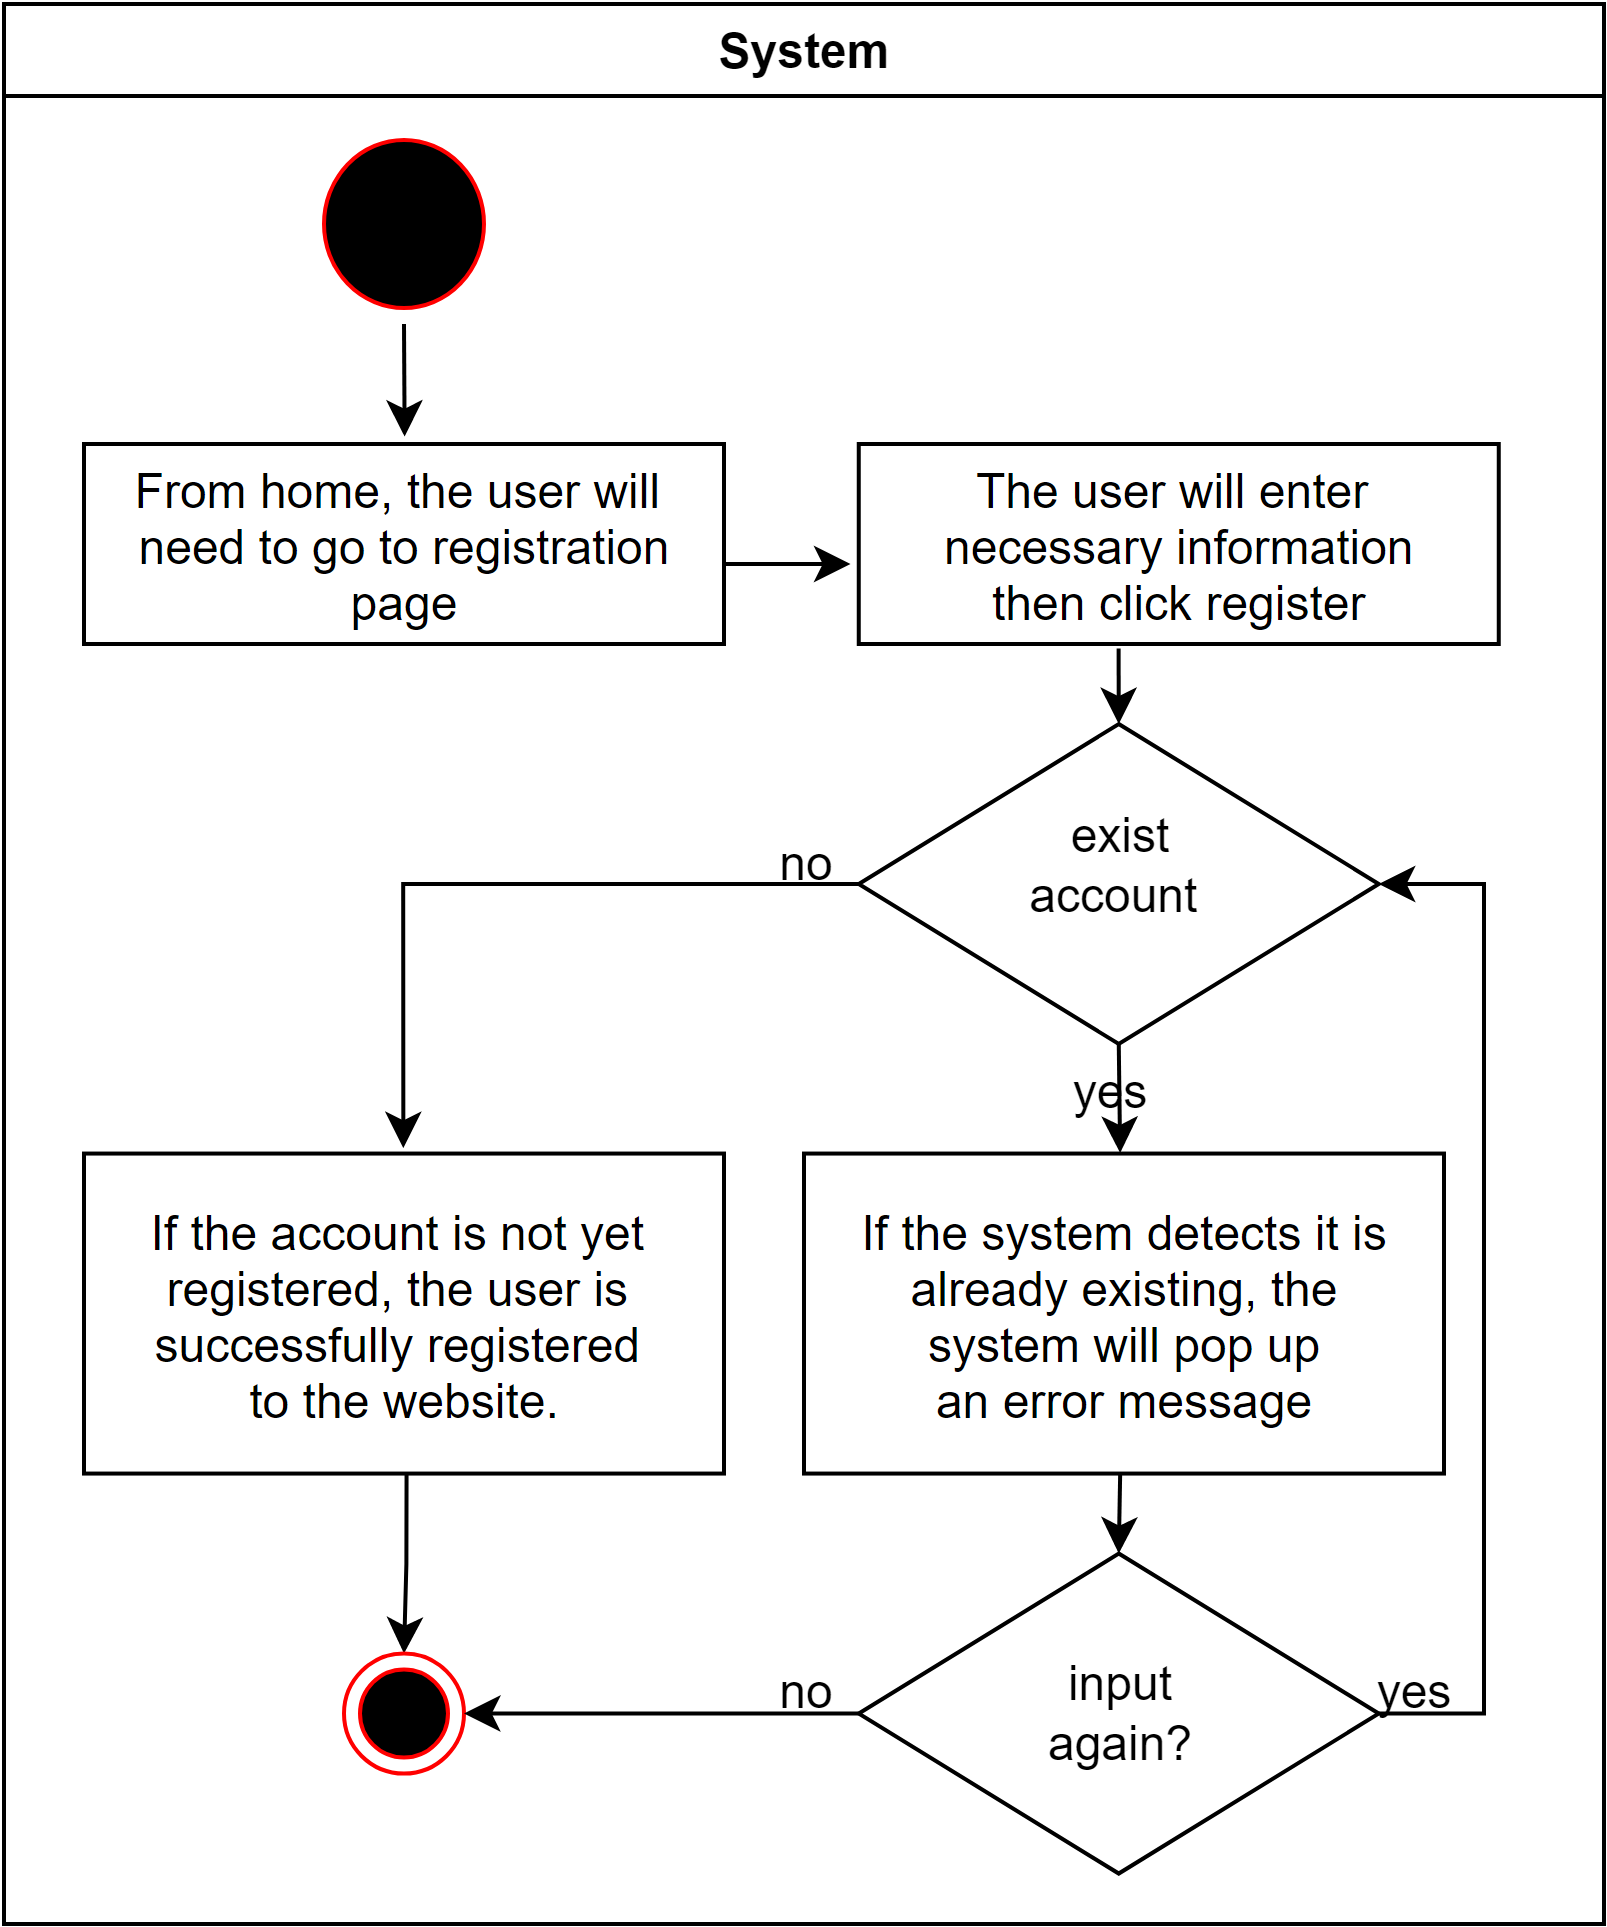 System
From home, the user will
need to go to registration
page
The user will enter
necessary information
then click register
exist
account
no
yes
If the account is not yet
registered, the user is
successfully registered
to the website.
If the system detects it is
already existing, the
system will pop up
an error message
input
again?
no
yes